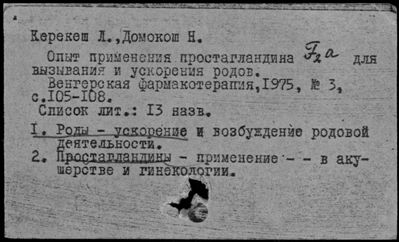 Керекеш Л., Домокош Н.
Опыт применения простагландина F2a для
вызывания и ускорения родов.
Венгерская фармакотерапия, 1975, № 3,
с.105-108.
Список лит.: 13 назв.
1. Роды - ускорение и возбуждение родовой
деятельности.
2. Простагландины - применение - - в аку-
шерстве и гинекологии.